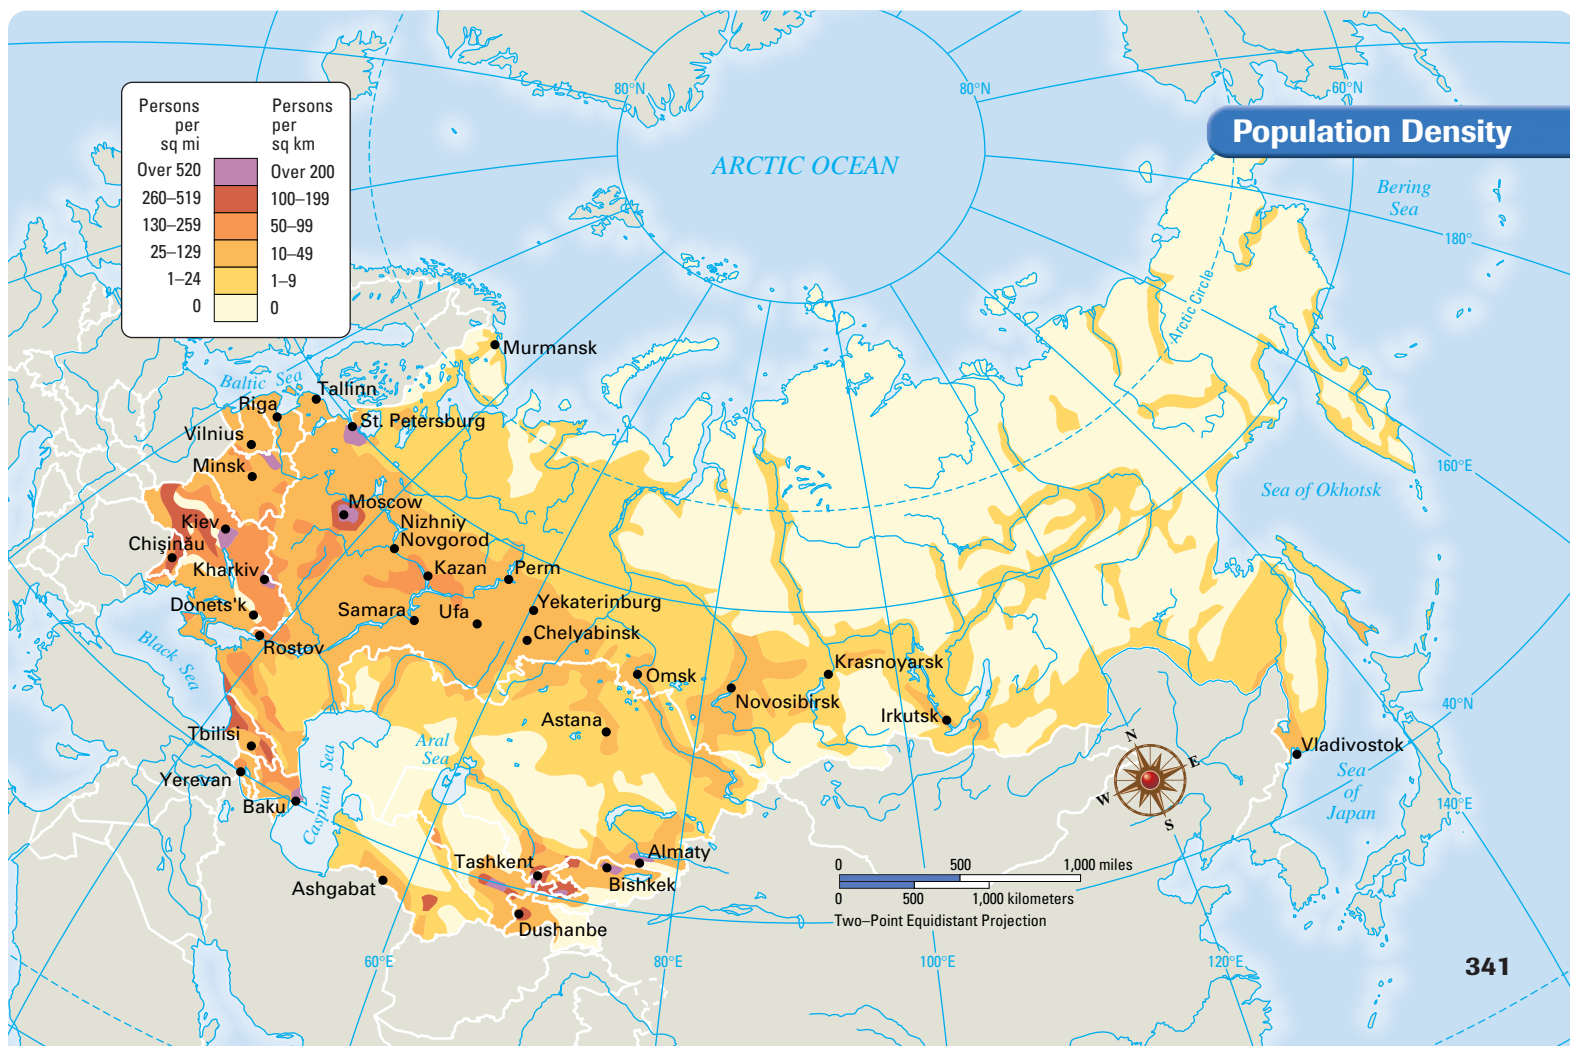 Population Density
Persons
per
sq mi
Persons
per
sq km
Over 520
Over 200
260–519
100–199
130–259
50–99
25–129
10–49
1–24
1–9
0
0
80°N
80°N
60°N
ARCTIC OCEAN
Bering
Sea
180°
Arctic Circle
Murmansk
Baltic Sea
Tallinn
Riga
St. Petersburg
Vilnius
Minsk
160°E
Sea of Okhotsk
Moscow
Nizhniy
Novgorod
Kiev
Chişinău
Kharkiv
Kazan
Perm
Donets'k
Samara
Ufa
Yekaterinburg
Chelyabinsk
Rostov
Black Sea
Omsk
Krasnoyarsk
Novosibirsk
Irkutsk
40°N
Astana
Tbilisi
Aral
Sea
Vladivostok
N
E
W
S
Yerevan
Baku
Caspian Sea
Sea
of
Japan
140°E
Tashkent
Almaty
Bishkek
Ashgabat
Dushanbe
0 500 1,000 miles
0 500 1,000 kilometers
Two–Point Equidistant Projection
60°E
80°E
100°E
120°E
341